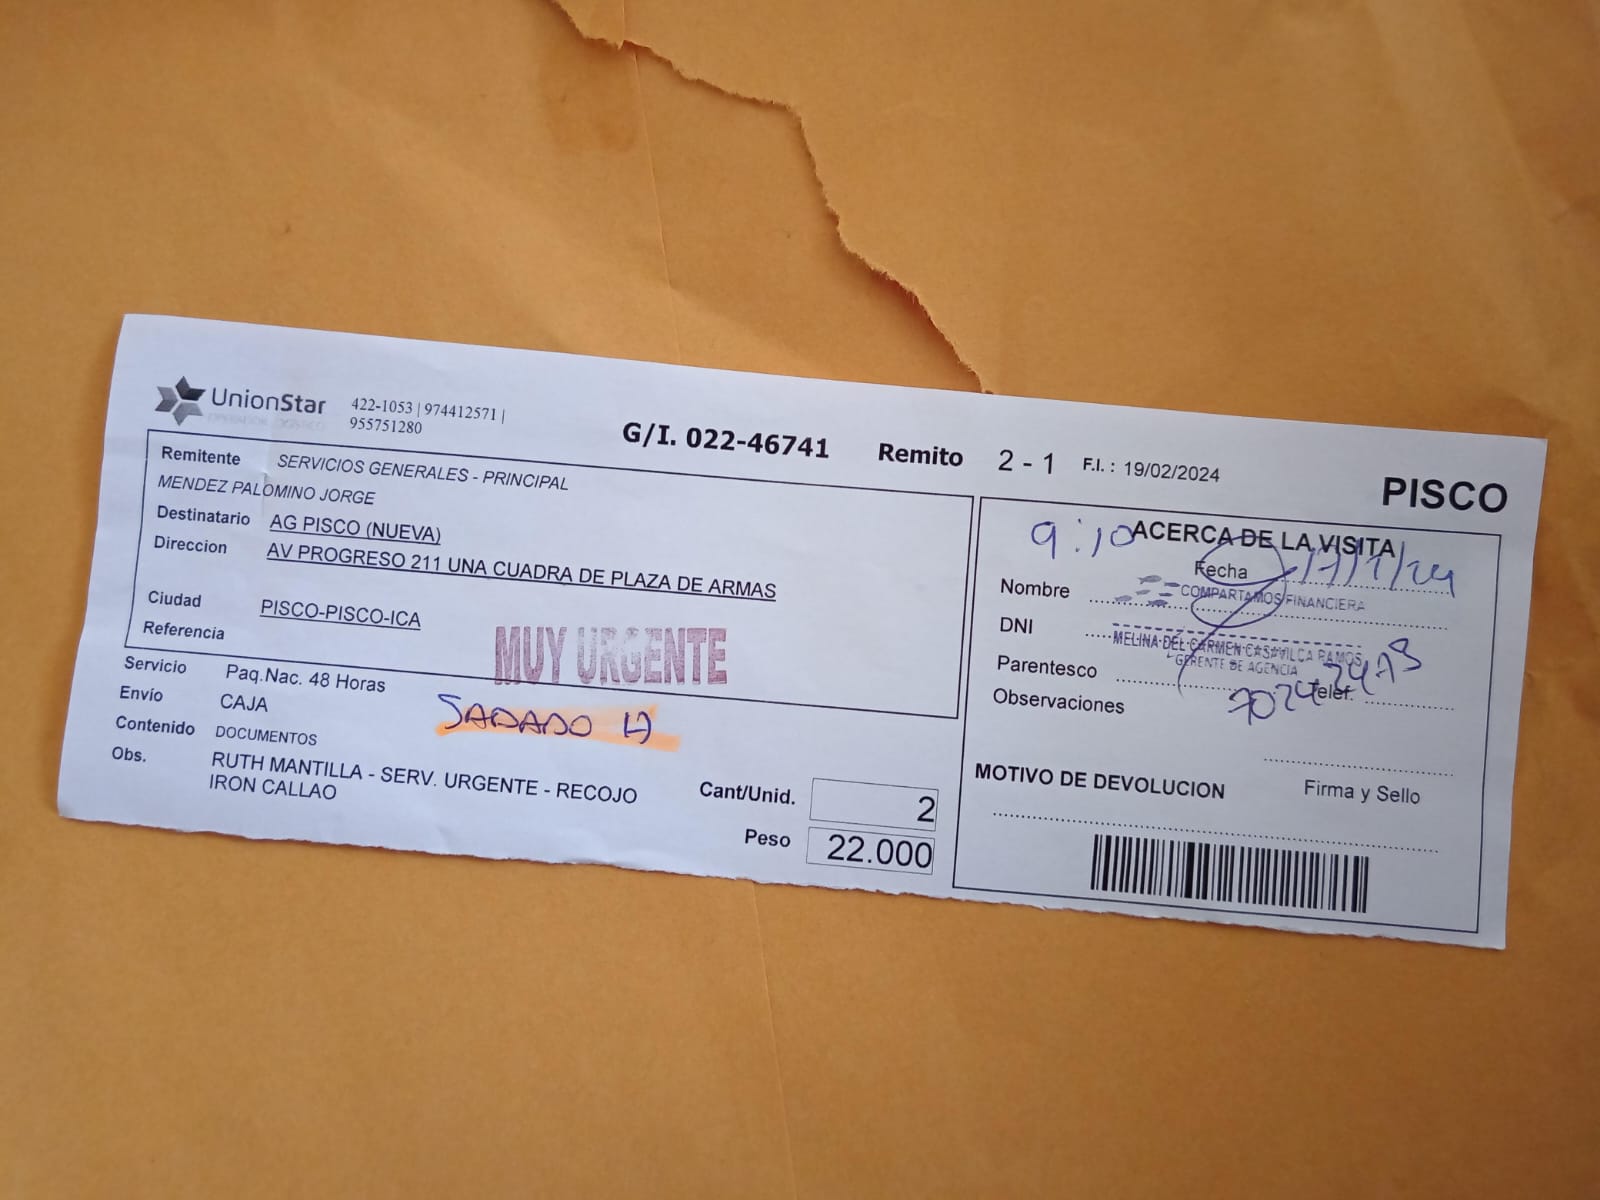 UnionStar
422-1053 | 974412571 |
955751280
G/I. 022-46741 Remito 2 - 1 F.I. : 19/02/2024
PISCO
Remitente SERVICIOS GENERALES - PRINCIPAL
MENDEZ PALOMINO JORGE
Destinatario AG PISCO (NUEVA)
Direccion AV PROGRESO 211 UNA CUADRA DE PLAZA DE ARMAS
Ciudad PISCO-PISCO-ICA
Referencia
MUY URGENTE
Servicio Paq.Nac. 48 Horas
Envío CAJA
Contenido DOCUMENTOS
SADADO 17
Obs. RUTH MANTILLA - SERV. URGENTE - RECOJO
IRON CALLAO
Cant/Unid. 2
Peso 22.000
9:10 ACERCA DE LA VISITA
Fecha
Nombre COMPARTAMOS FINANCIERA
DNI MELINA DEL CARMEN CASAVILCA RAMOS
GERENTE DE AGENCIA
Parentesco Telef.
Observaciones
MOTIVO DE DEVOLUCION Firma y Sello